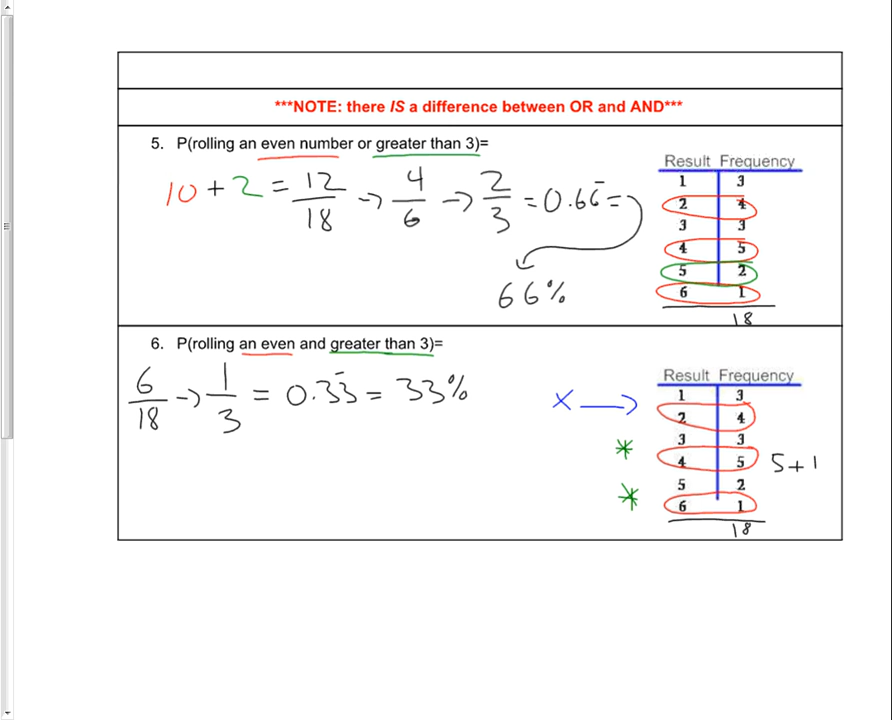 ***NOTE: there IS a difference between OR and AND***
5. P(rolling an even number or greater than 3)=
10 + 2 = 12/18 → 4/6 → 2/3 = 0.66̄ =
66%
Result Frequency
1 3
2 4
3 3
4 5
5 2
6 1
18
6. P(rolling an even and greater than 3)=
6/18 → 1/3 = 0.33̄ = 33%
x →
* 
*
Result Frequency
1 3
2 4
3 3
4 5
5 2
6 1
18
5+1